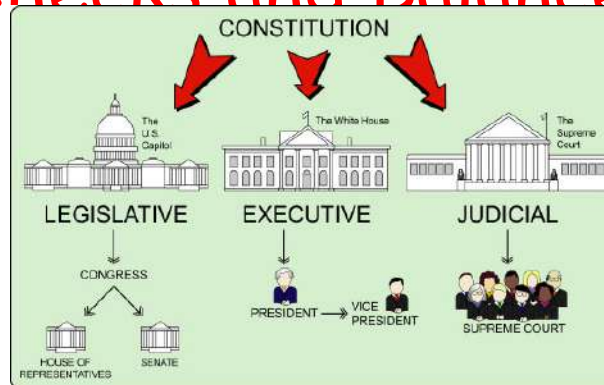 CONSTITUTION
The
U.S.
Capitol
The White House
The
Supreme
Court
LEGISLATIVE
EXECUTIVE
JUDICIAL
CONGRESS
PRESIDENT
VICE
PRESIDENT
SUPREME COURT
HOUSE OF
REPRESENTATIVES
SENATE